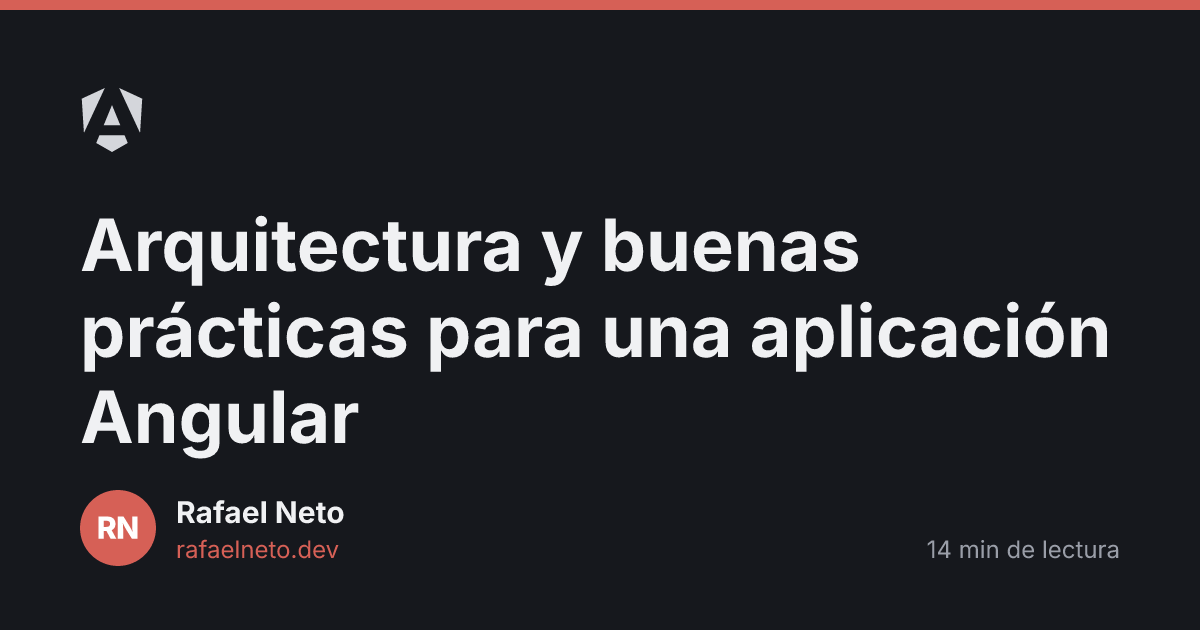 Arquitectura y buenas
prácticas para una aplicación
Angular
RN
Rafael Neto
rafaelneto.dev
14 min de lectura